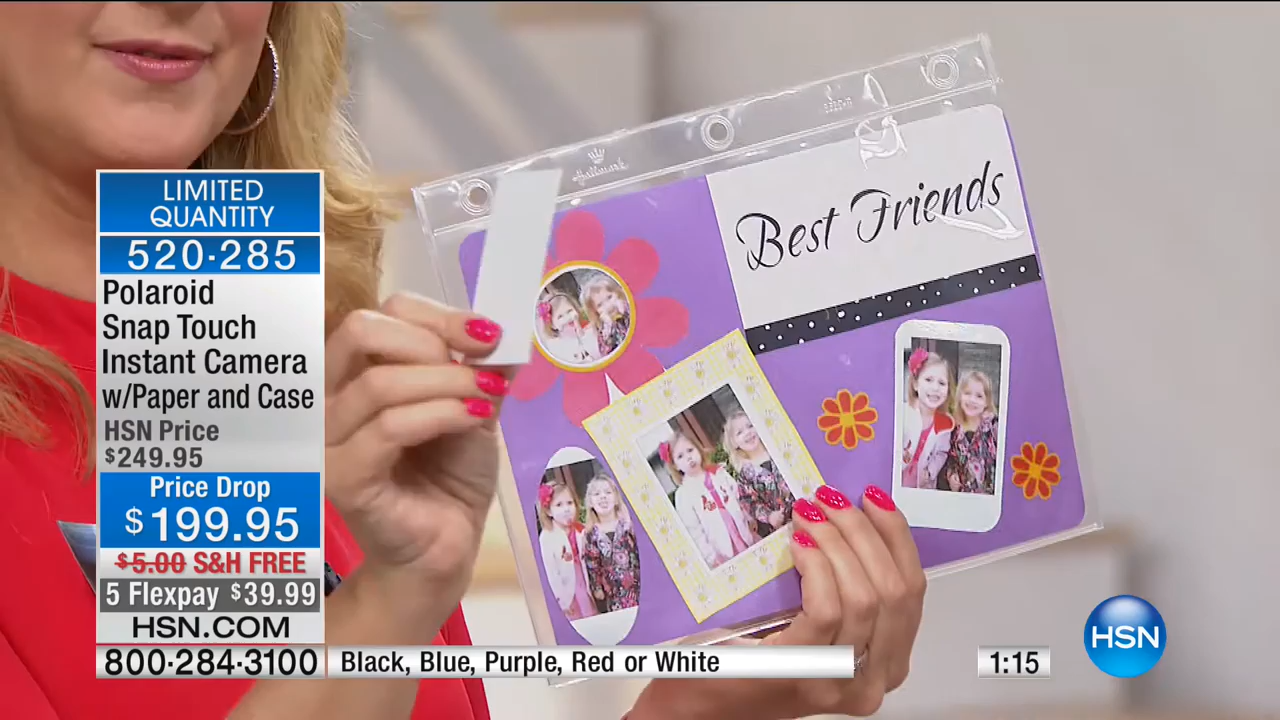 LIMITED
QUANTITY
520·285
Polaroid
Snap Touch
Instant Camera
w/Paper and Case
HSN Price
$249.95
Price Drop
$199.95
$5.00 S&H FREE
5 Flexpay $39.99
HSN.COM
800·284·3100
Black, Blue, Purple, Red or White
1:15
HSN
Hallmark
Best Friends